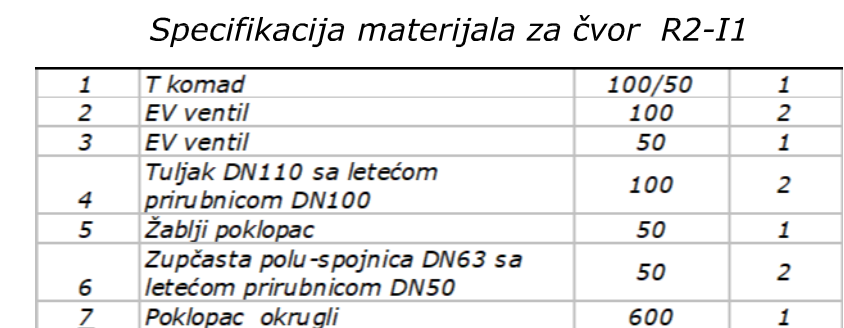 Specifikacija materijala za čvor R2-I1
1 T komad 100/50 1
2 EV ventil 100 2
3 EV ventil 50 1
Tuljak DN110 sa letećom
4 prirubnicom DN100 100 2
5 Žablji poklopac 50 1
Zupčasta polu-spojnica DN63 sa
6 letećom prirubnicom DN50 50 2
7 Poklopac okrugli 600 1